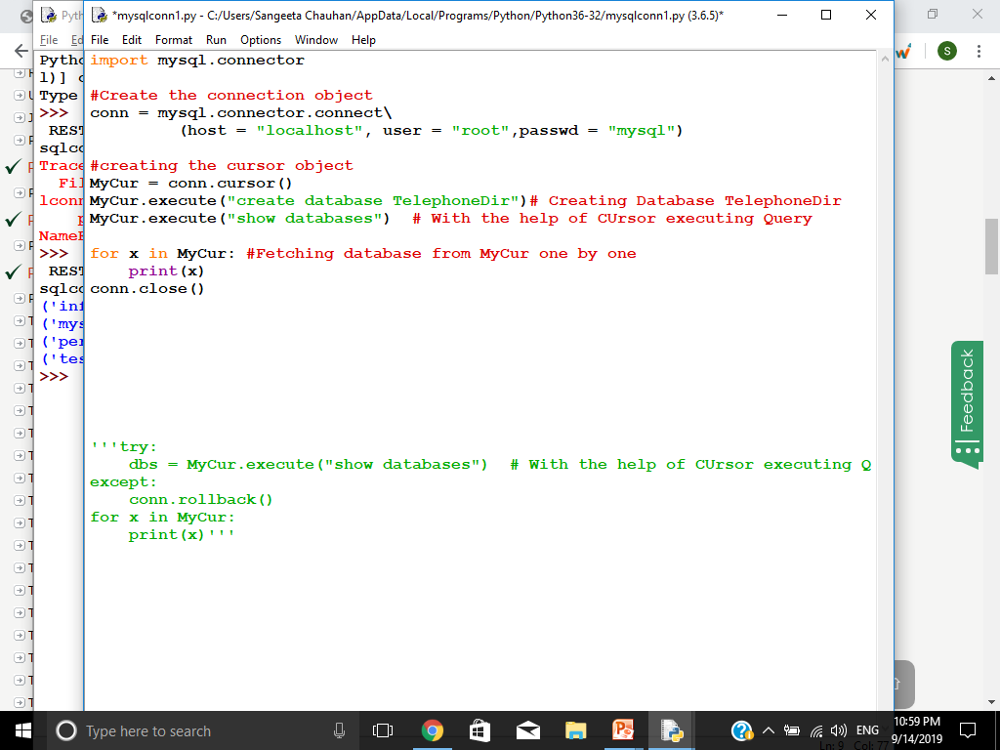 *mysqlconn1.py - C:/Users/Sangeeta Chauhan/AppData/Local/Programs/Python/Python36-32/mysqlconn1.py (3.6.5)*
File Edit Format Run Options Window Help
import mysql.connector
#Create the connection object
conn = mysql.connector.connect\
(host = "localhost", user = "root",passwd = "mysql")
#creating the cursor object
MyCur = conn.cursor()
MyCur.execute("create database TelephoneDir")# Creating Database TelephoneDir
MyCur.execute("show databases")  # With the help of CUrsor executing Query
for x in MyCur: #Fetching database from MyCur one by one
    print(x)
conn.close()
'''try:
    dbs = MyCur.execute("show databases")  # With the help of CUrsor executing Q
except:
    conn.rollback()
for x in MyCur:
    print(x)'''
Pyth
File Ed
Pytho
l)] c
Type
>>>
REST
sqlco
Trace
Fil
lconn
p
NameE
>>>
REST
sqlco
('inf
('mys
('per
('tes
>>>
S
Feedback
Type here to search
ENG
10:59 PM
9/14/2019
Ln: 9 Col: 77